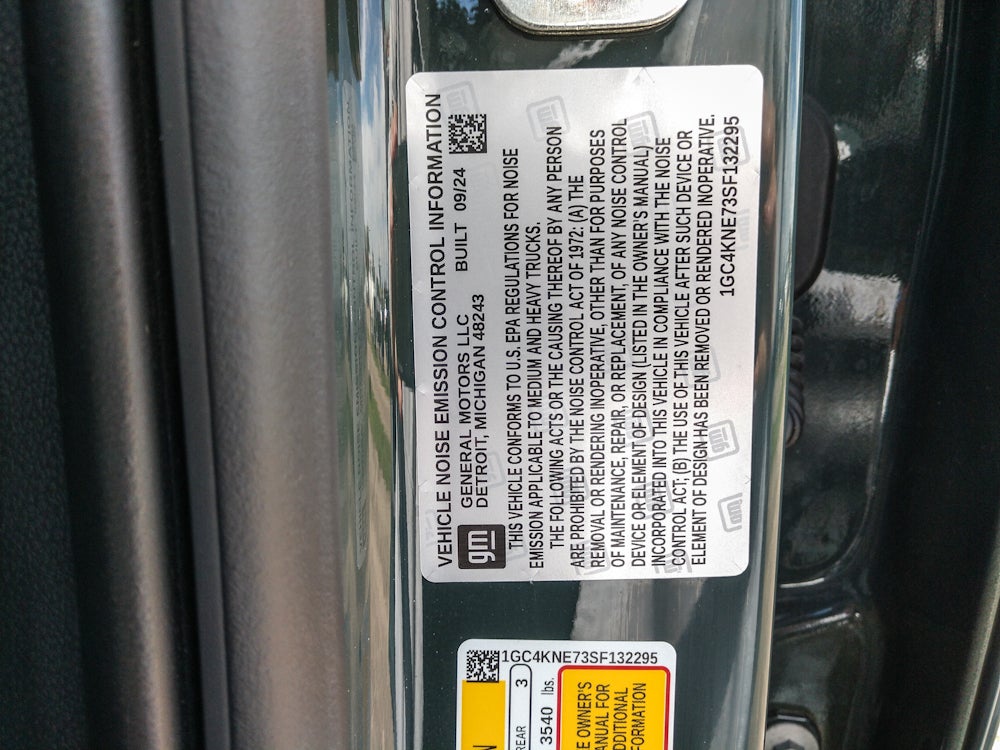 VEHICLE NOISE EMISSION CONTROL INFORMATION
gm
GENERAL MOTORS LLC
DETROIT, MICHIGAN 48243
BUILT 09/24
THIS VEHICLE CONFORMS TO U.S. EPA REGULATIONS FOR NOISE
EMISSION APPLICABLE TO MEDIUM AND HEAVY TRUCKS.
THE FOLLOWING ACTS OR THE CAUSING THEREOF BY ANY PERSON
ARE PROHIBITED BY THE NOISE CONTROL ACT OF 1972: (A) THE
REMOVAL OR RENDERING INOPERATIVE, OTHER THAN FOR PURPOSES
OF MAINTENANCE, REPAIR, OR REPLACEMENT, OF ANY NOISE CONTROL
DEVICE OR ELEMENT OF DESIGN (LISTED IN THE OWNER'S MANUAL)
INCORPORATED INTO THIS VEHICLE IN COMPLIANCE WITH THE NOISE
CONTROL ACT; (B) THE USE OF THIS VEHICLE AFTER SUCH DEVICE OR
ELEMENT OF DESIGN HAS BEEN REMOVED OR RENDERED INOPERATIVE.
1GC4KNE73SF132295
1GC4KNE73SF132295
REAR 3
3540 lbs.
E OWNER'S
ANUAL FOR
DDITIONAL
FORMATION